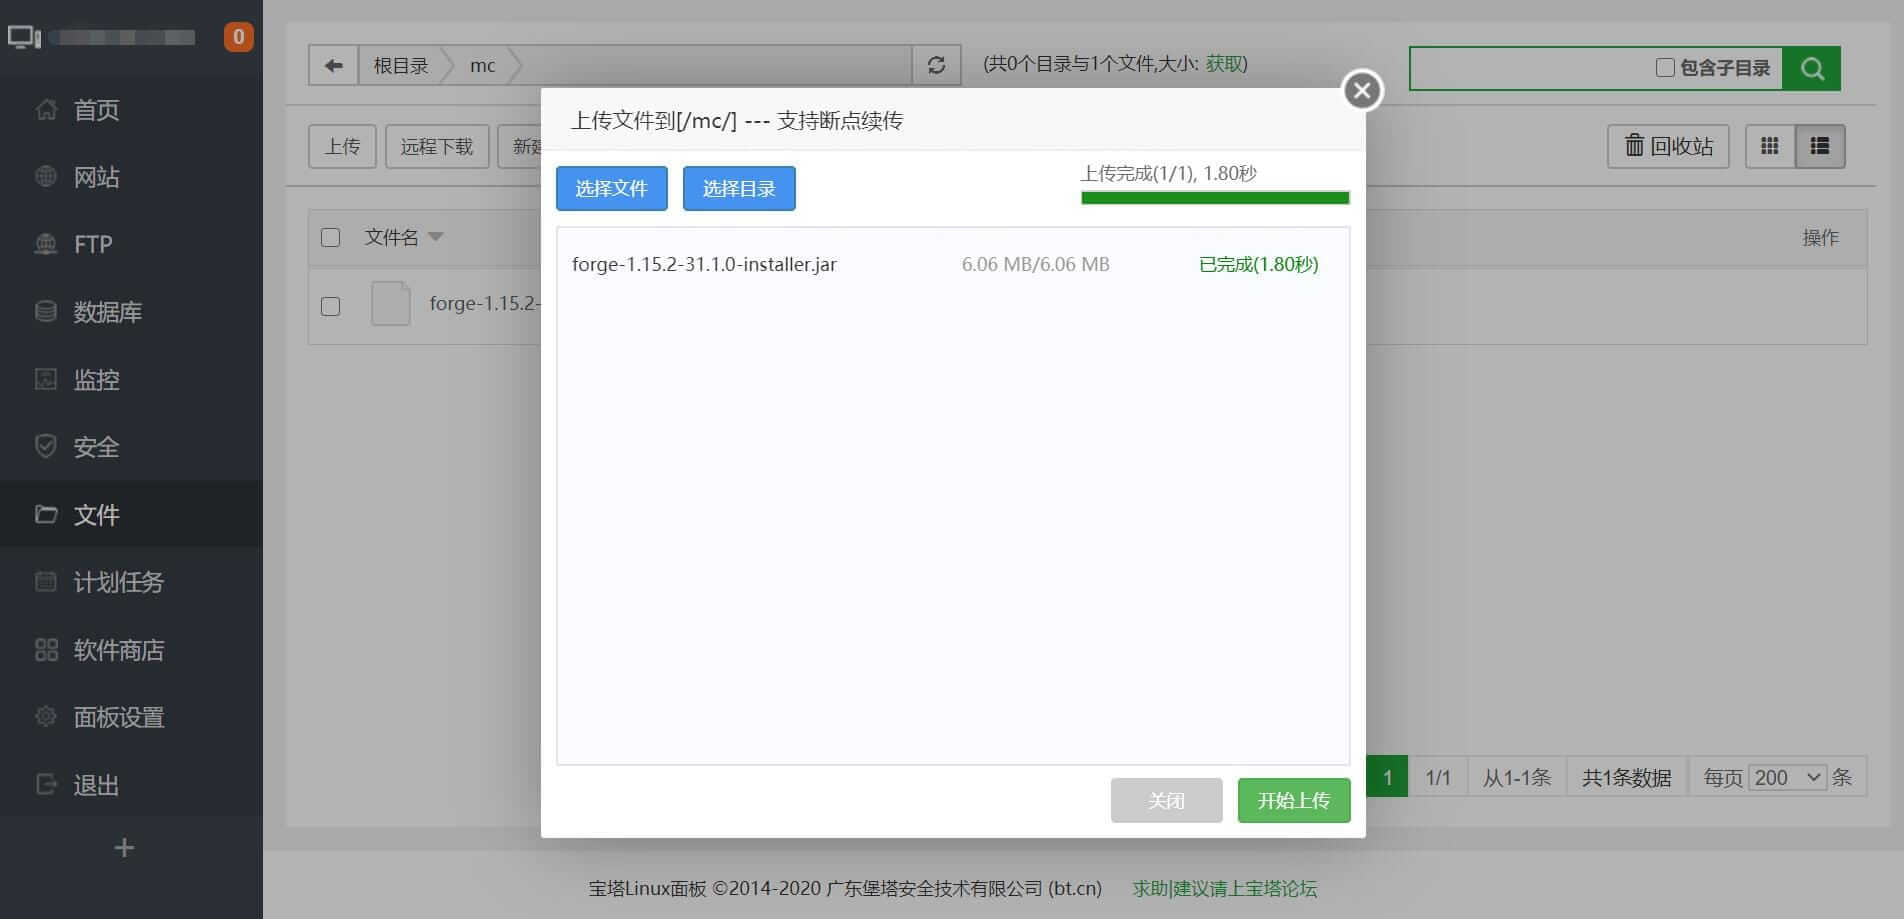 0
首页
网站
FTP
数据库
监控
安全
文件
计划任务
软件商店
面板设置
退出
根目录 mc
(共0个目录与1个文件,大小: 获取)
包含子目录
上传 远程下载 新建
回收站
文件名 操作
forge-1.15.2-
上传文件到[/mc/] --- 支持断点续传
选择文件 选择目录
上传完成(1/1), 1.80秒
forge-1.15.2-31.1.0-installer.jar 6.06 MB/6.06 MB 已完成(1.80秒)
关闭 开始上传
1 1/1 从1-1条 共1条数据 每页 200 条
宝塔Linux面板 ©2014-2020 广东堡塔安全技术有限公司 (bt.cn) 求助|建议请上宝塔论坛